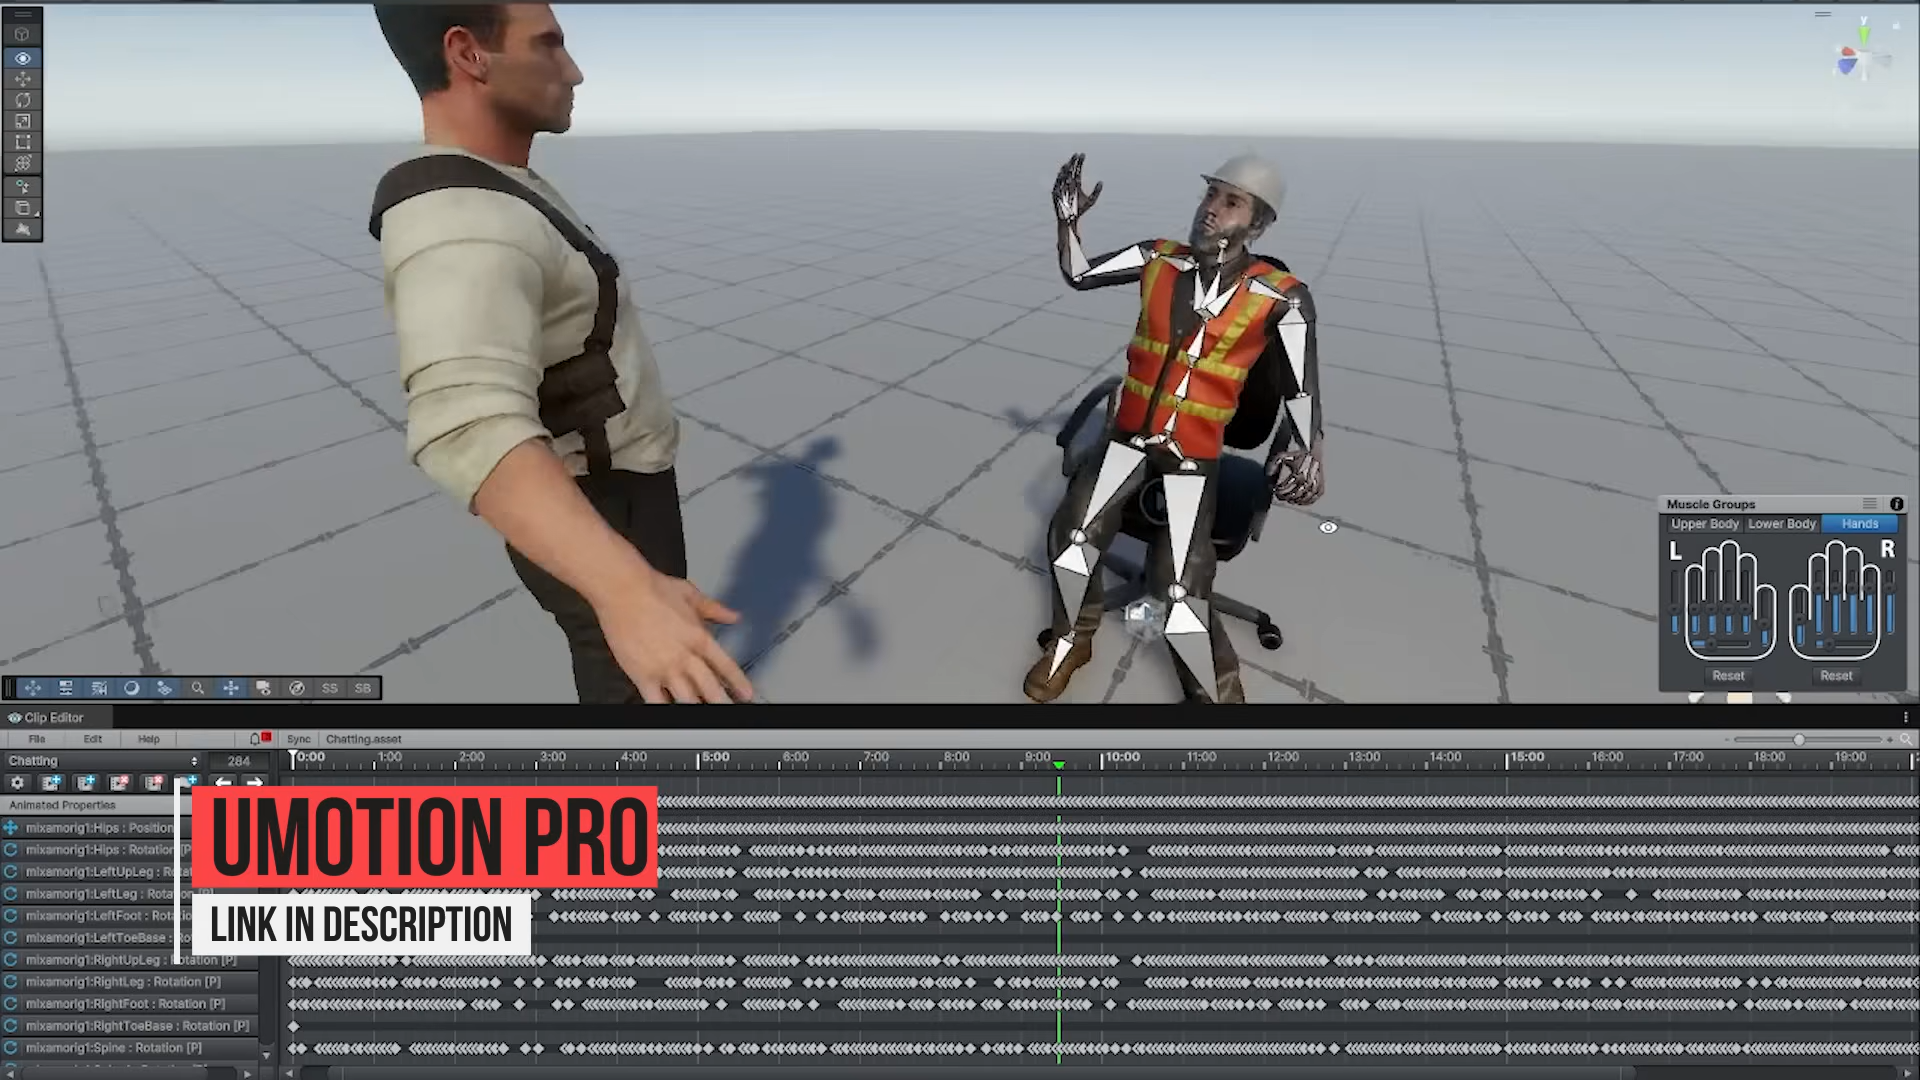 y
Muscle Groups
Upper Body Lower Body Hands
L R
Reset Reset
SS SB
Clip Editor
File Edit Help Sync Chatting.asset
Chatting 284 0:00 1:00 2:00 3:00 4:00 5:00 6:00 7:00 8:00 9:00 10:00 11:00 12:00 13:00 14:00 15:00 16:00 17:00 18:00 19:00
Animated Properties
mixamorig1:Hips : Position
mixamorig1:Hips : Rotation [P
mixamorig1:LeftUpLeg : Rota
mixamorig1:LeftLeg : Rotation [P]
mixamorig1:LeftFoot : Rotatio
mixamorig1:LeftToeBase : Ro
mixamorig1:RightUpLeg : Rotation [P]
mixamorig1:RightLeg : Rotation [P]
mixamorig1:RightFoot : Rotation [P]
mixamorig1:RightToeBase : Rotation [P]
mixamorig1:Spine : Rotation [P]
UMOTION PRO
LINK IN DESCRIPTION